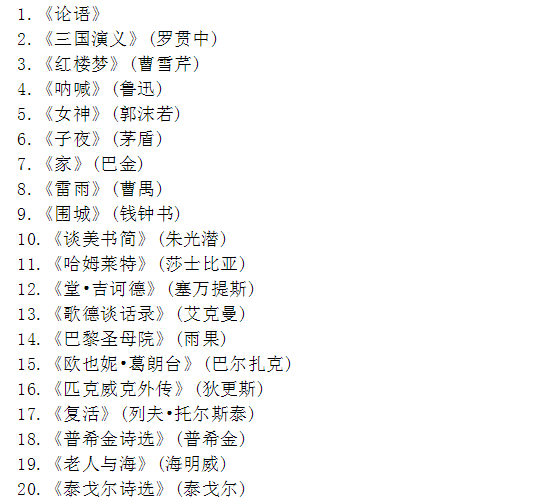 1.《论语》
2.《三国演义》(罗贯中)
3.《红楼梦》(曹雪芹)
4.《呐喊》(鲁迅)
5.《女神》(郭沫若)
6.《子夜》(茅盾)
7.《家》(巴金)
8.《雷雨》(曹禺)
9.《围城》(钱钟书)
10.《谈美书简》(朱光潜)
11.《哈姆莱特》(莎士比亚)
12.《堂•吉诃德》(塞万提斯)
13.《歌德谈话录》(艾克曼)
14.《巴黎圣母院》(雨果)
15.《欧也妮•葛朗台》(巴尔扎克)
16.《匹克威克外传》(狄更斯)
17.《复活》(列夫•托尔斯泰)
18.《普希金诗选》(普希金)
19.《老人与海》(海明威)
20.《泰戈尔诗选》(泰戈尔)